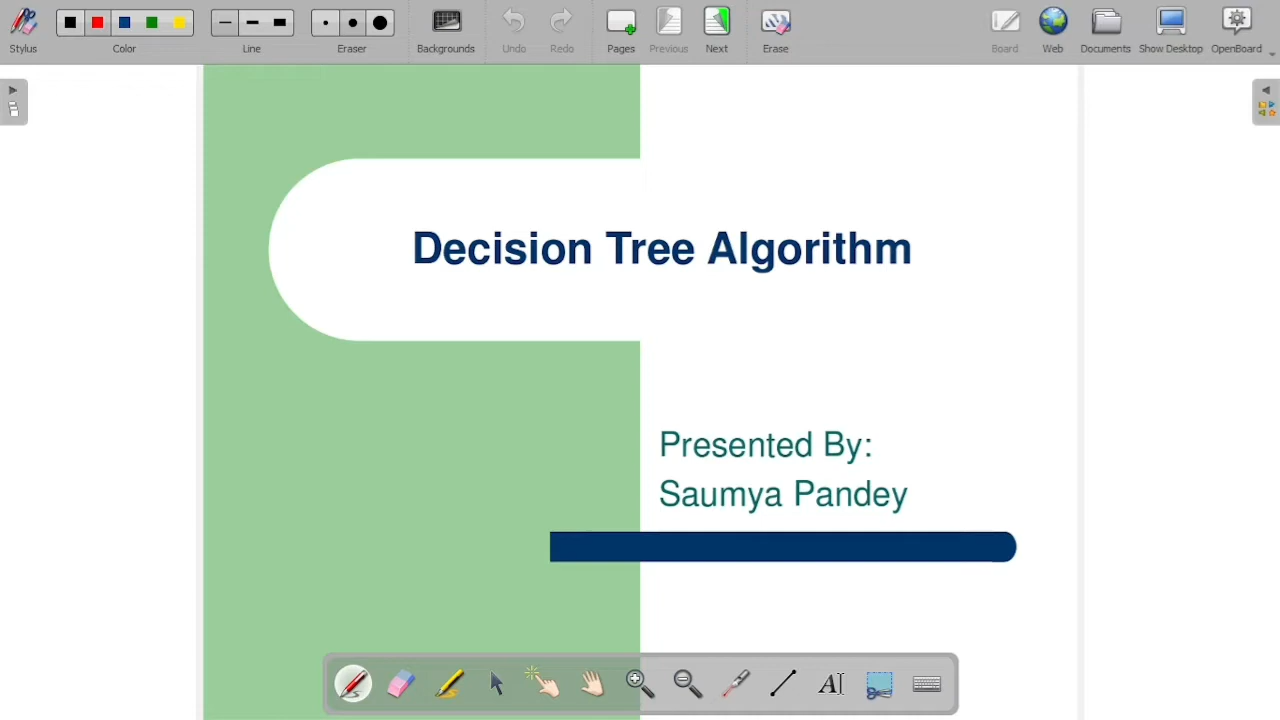 Stylus
Color
Line
Eraser
Backgrounds
Undo
Redo
Pages
Previous
Next
Erase
Board
Web
Documents
Show Desktop
OpenBoard
Decision Tree Algorithm
Presented By:
Saumya Pandey